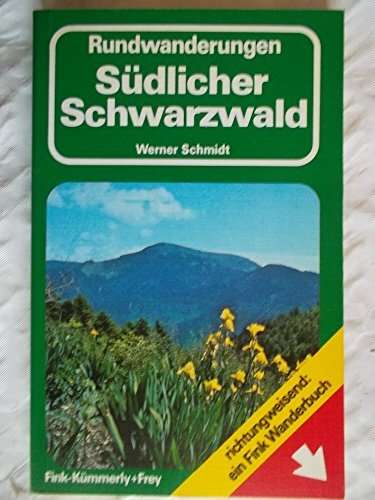 Rundwanderungen
Südlicher
Schwarzwald
Werner Schmidt
richtungweisend:
ein Fink Wanderbuch
Fink-Kümmerly+Frey